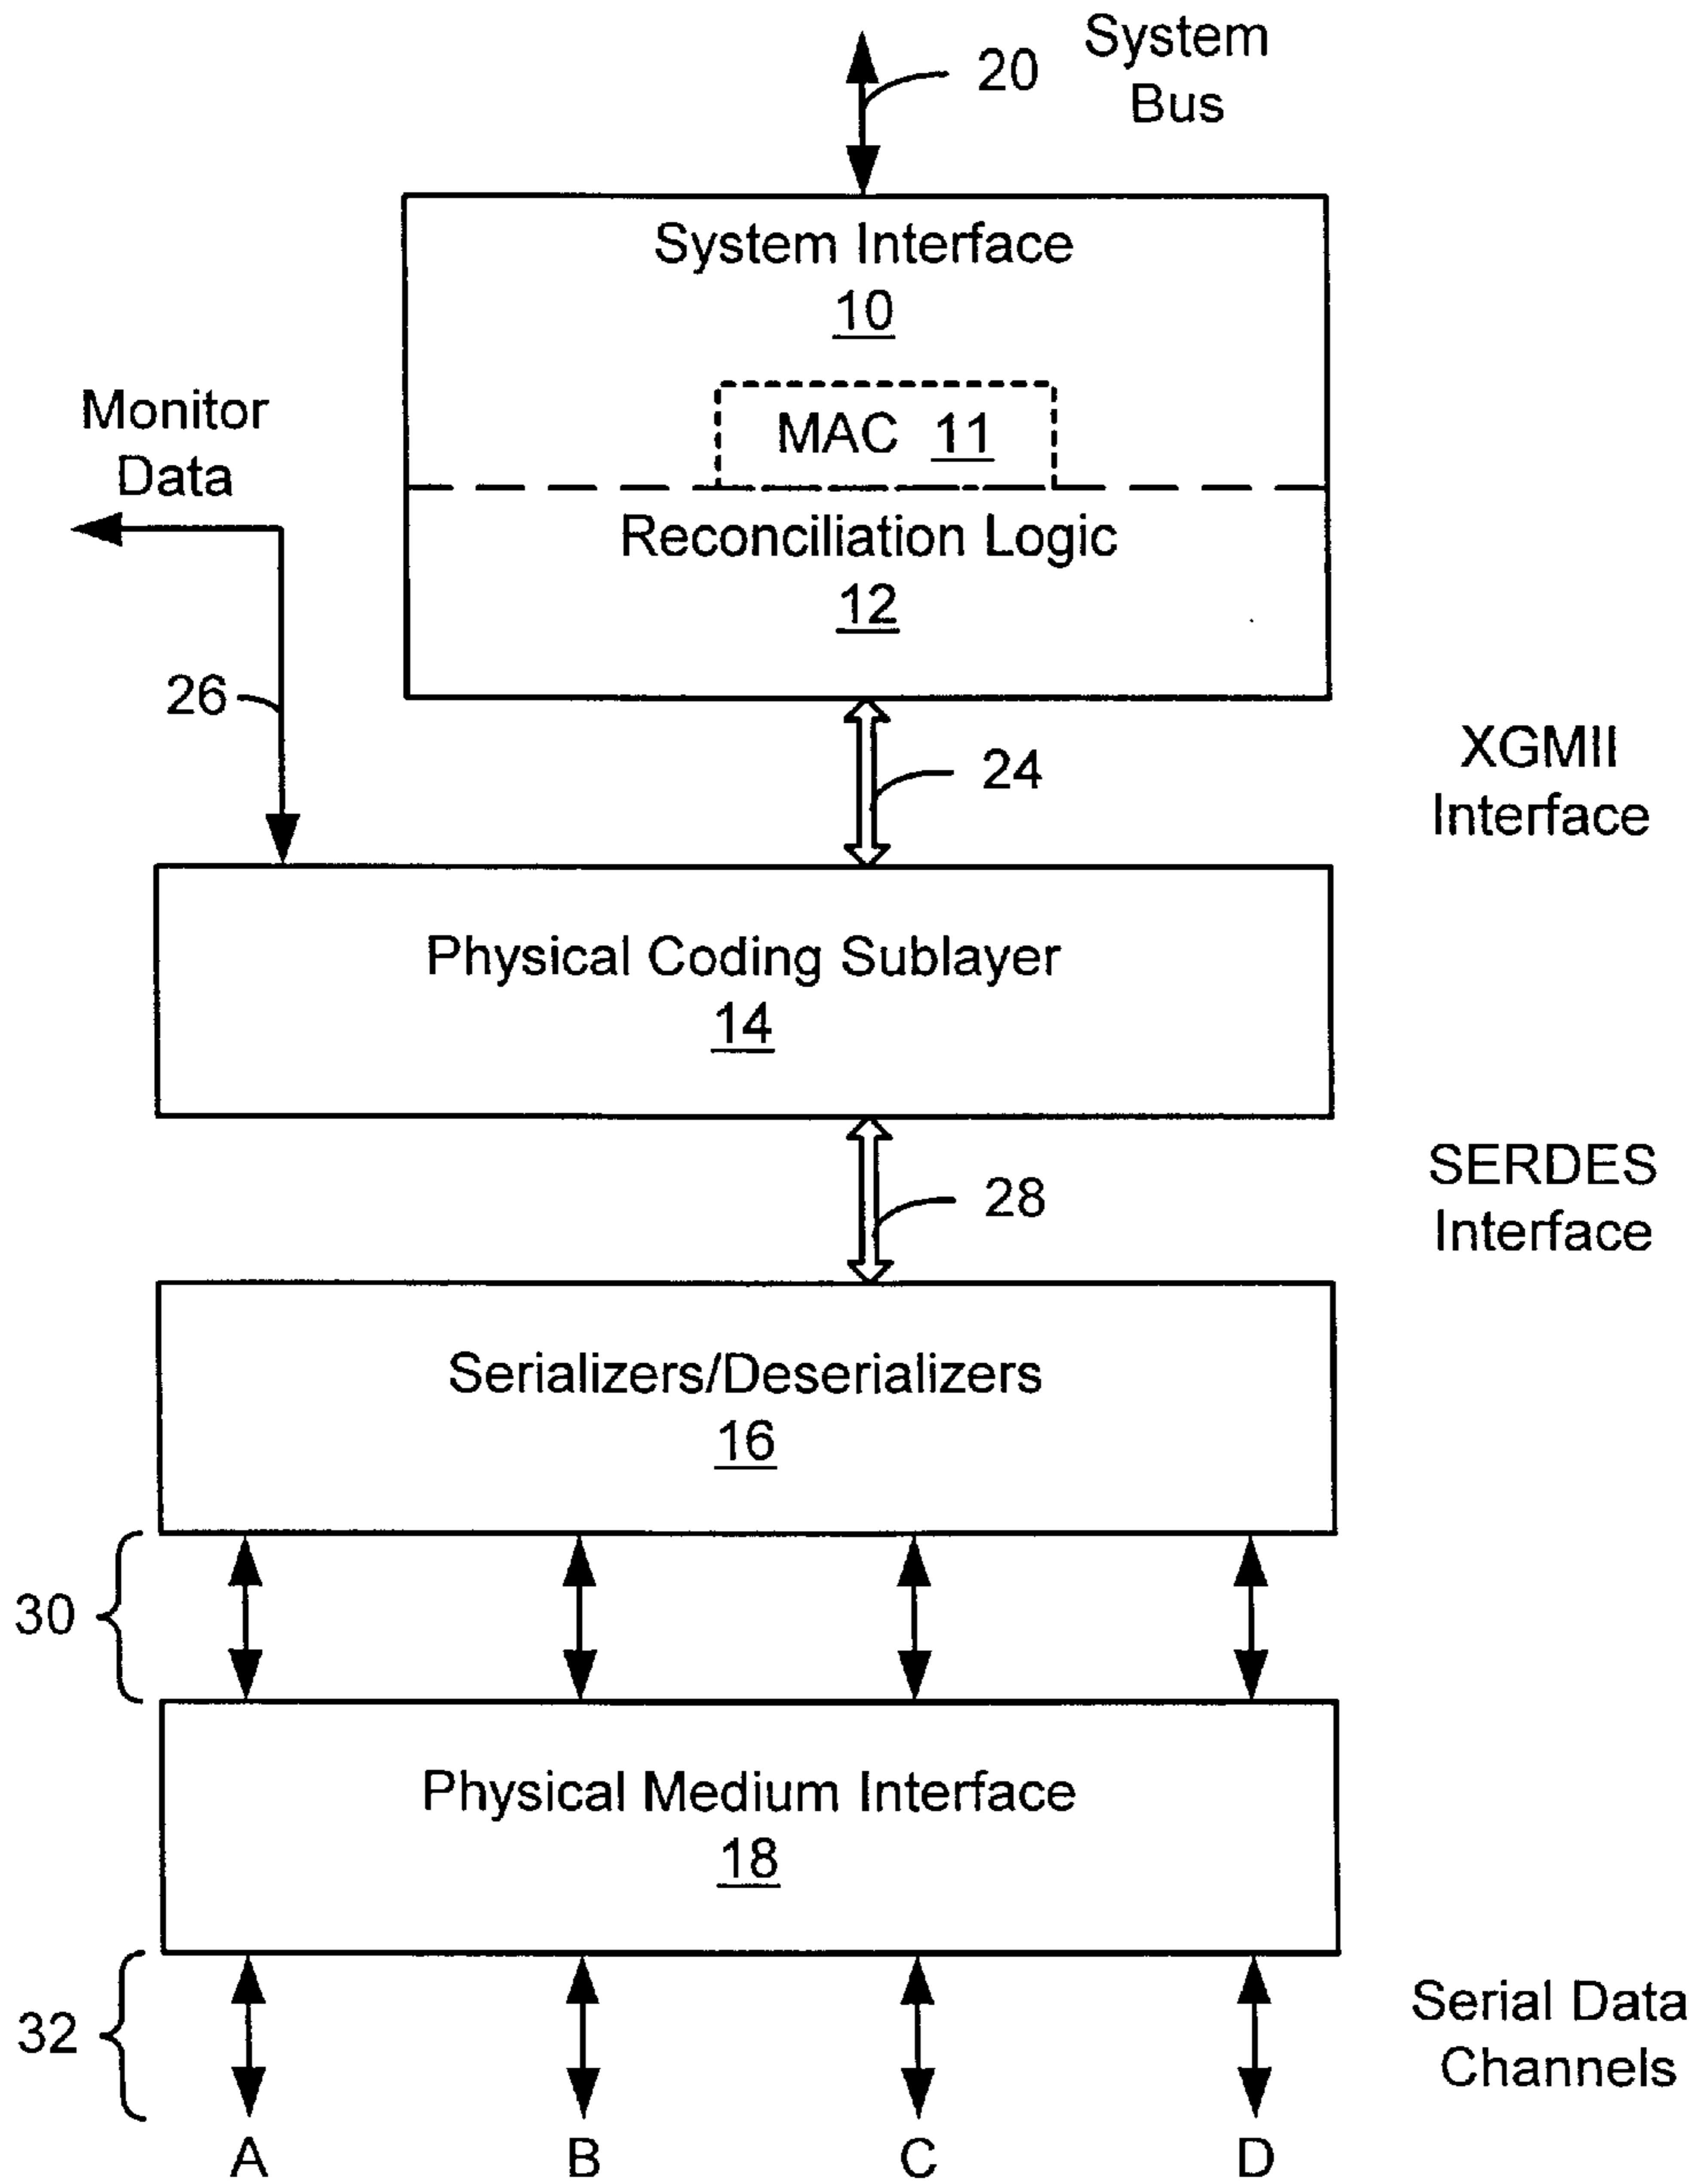 20
System
Bus
System Interface
10
MAC 11
Monitor
Data
Reconciliation Logic
12
26
24
XGMII
Interface
Physical Coding Sublayer
14
28
SERDES
Interface
Serializers/Deserializers
16
30
Physical Medium Interface
18
32
Serial Data
Channels
A B C D